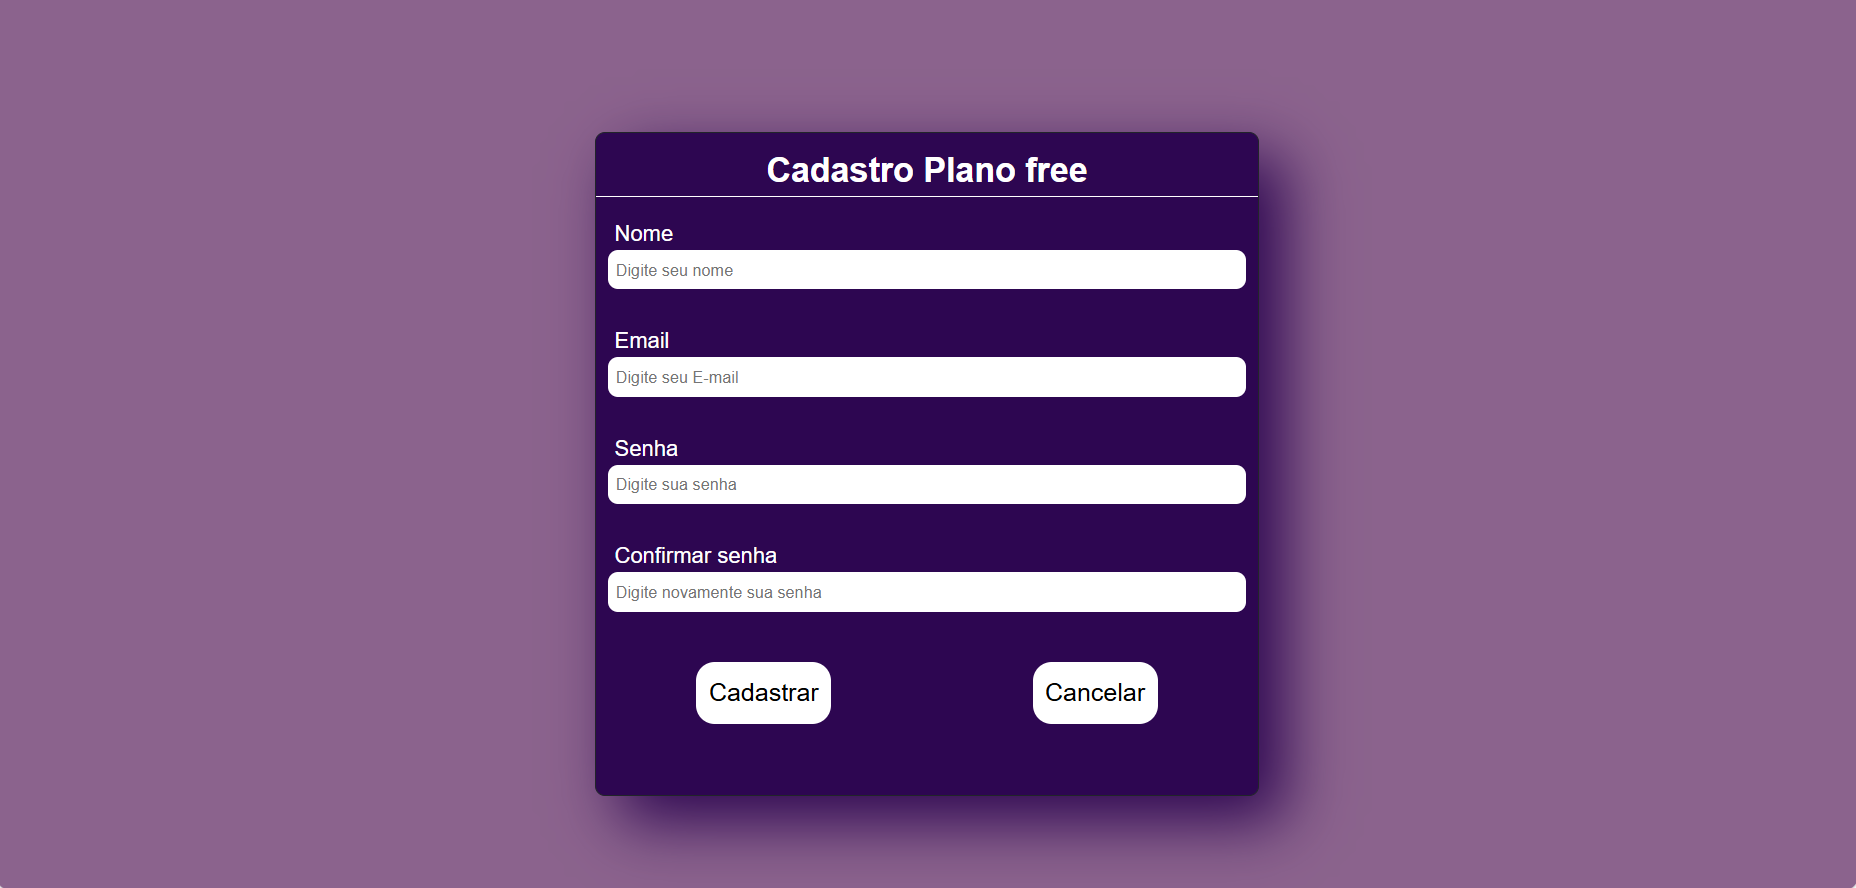 Cadastro Plano free
Nome
Digite seu nome
Email
Digite seu E-mail
Senha
Digite sua senha
Confirmar senha
Digite novamente sua senha
Cadastrar
Cancelar